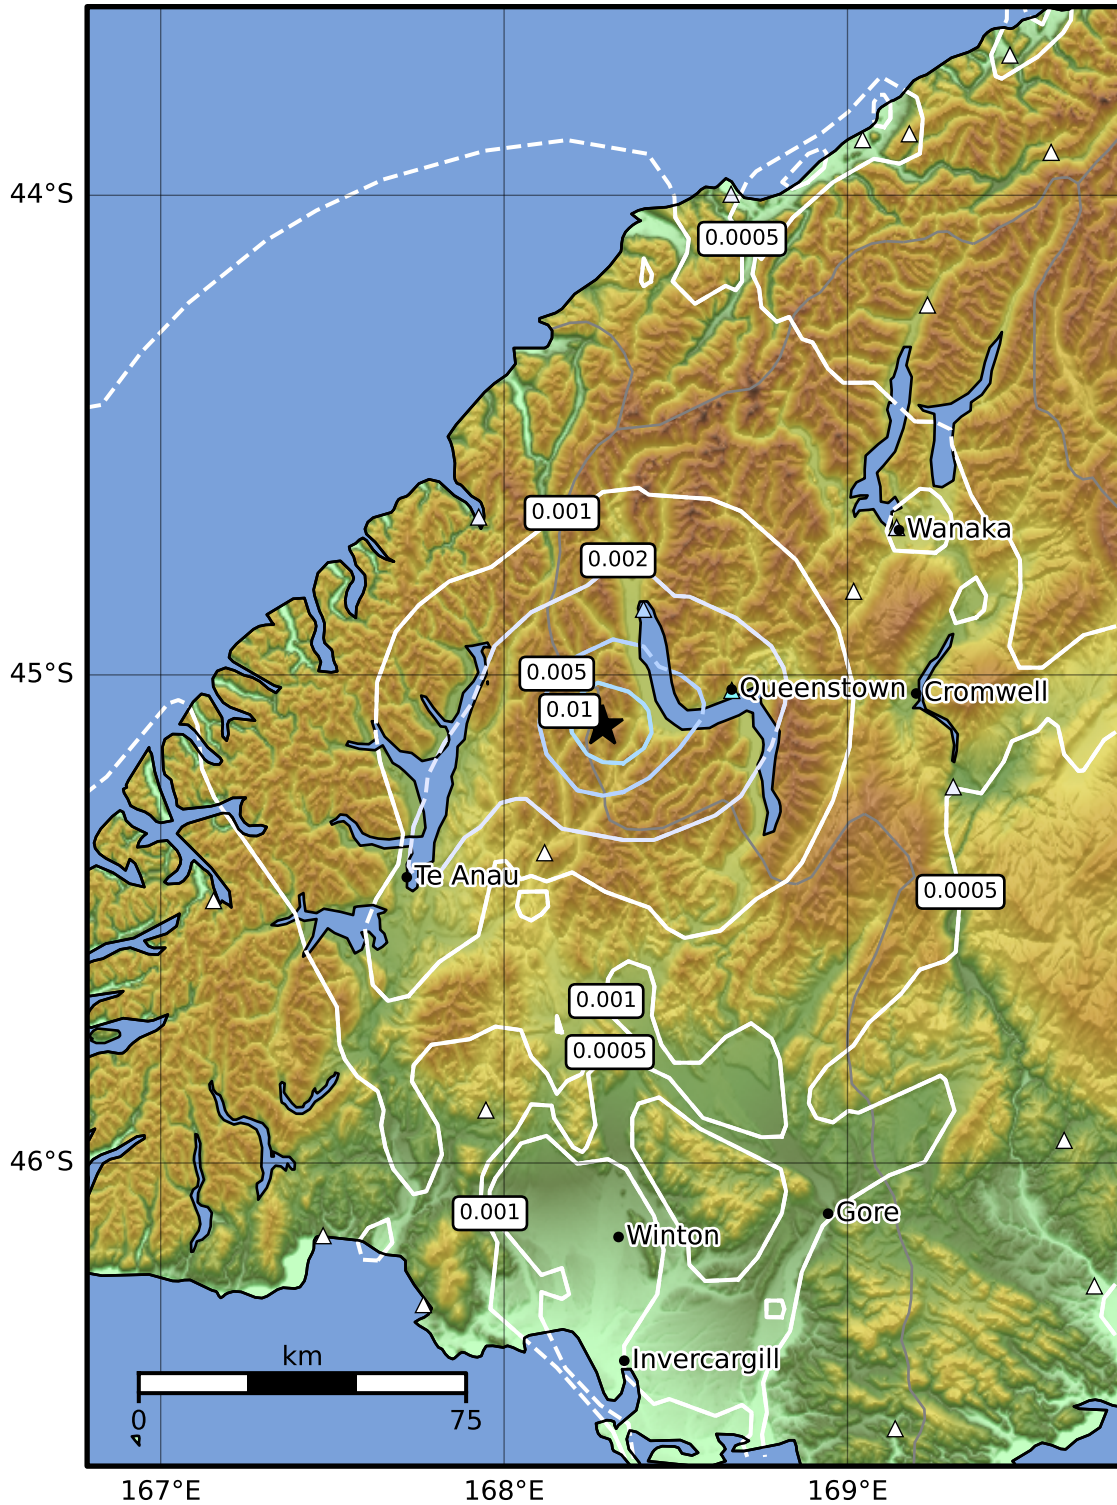 44°S
0.0005
0.001
Wanaka
0.002
45°S
0.005
Queenstown
Cromwell
0.01
Te Anau
0.0005
0.001
0.0005
46°S
0.001
Gore
Winton
km
Invercargill
0
75
167°E
168°E
169°E